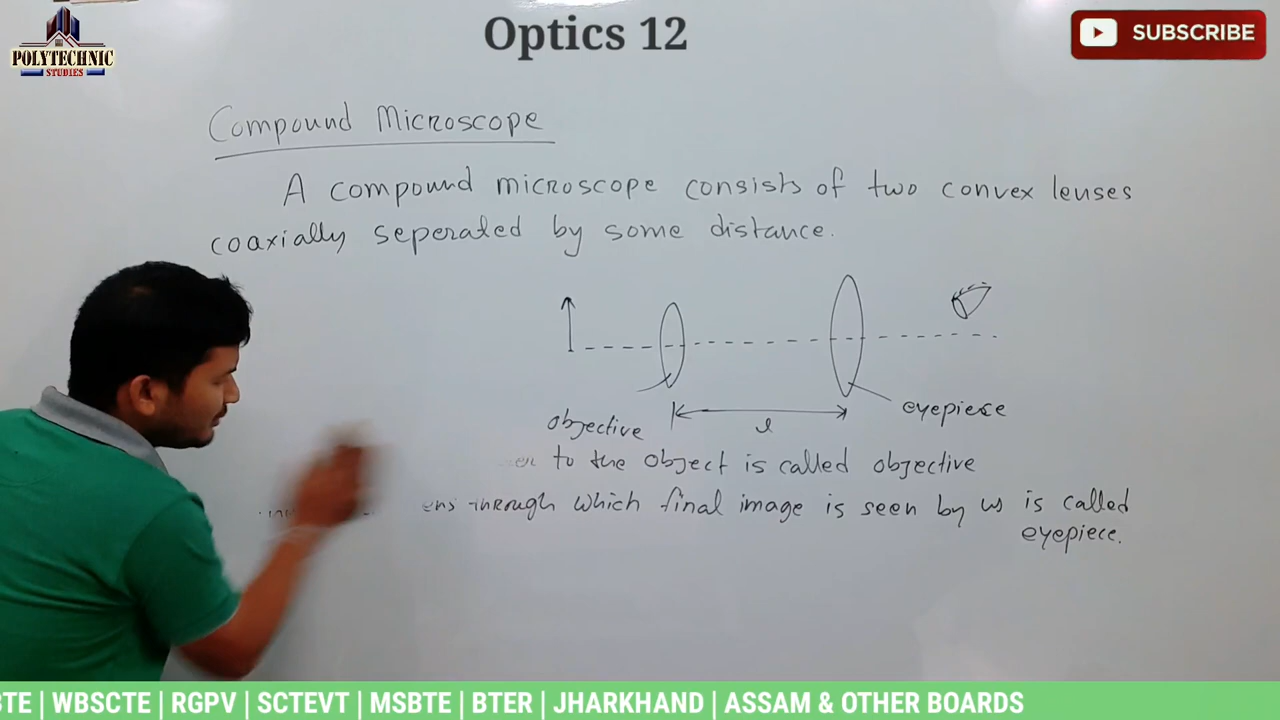 Optics 12
POLYTECHNIC
STUDIES
SUBSCRIBE
Compound Microscope
A compound microscope consists of two convex lenses
coaxially seperated by some distance.
objective
l
eyepiece
to the object is called objective
through which final image is seen by us is called
eyepiece.
BTE | WBSCTE | RGPV | SCTEVT | MSBTE | BTER | JHARKHAND | ASSAM & OTHER BOARDS